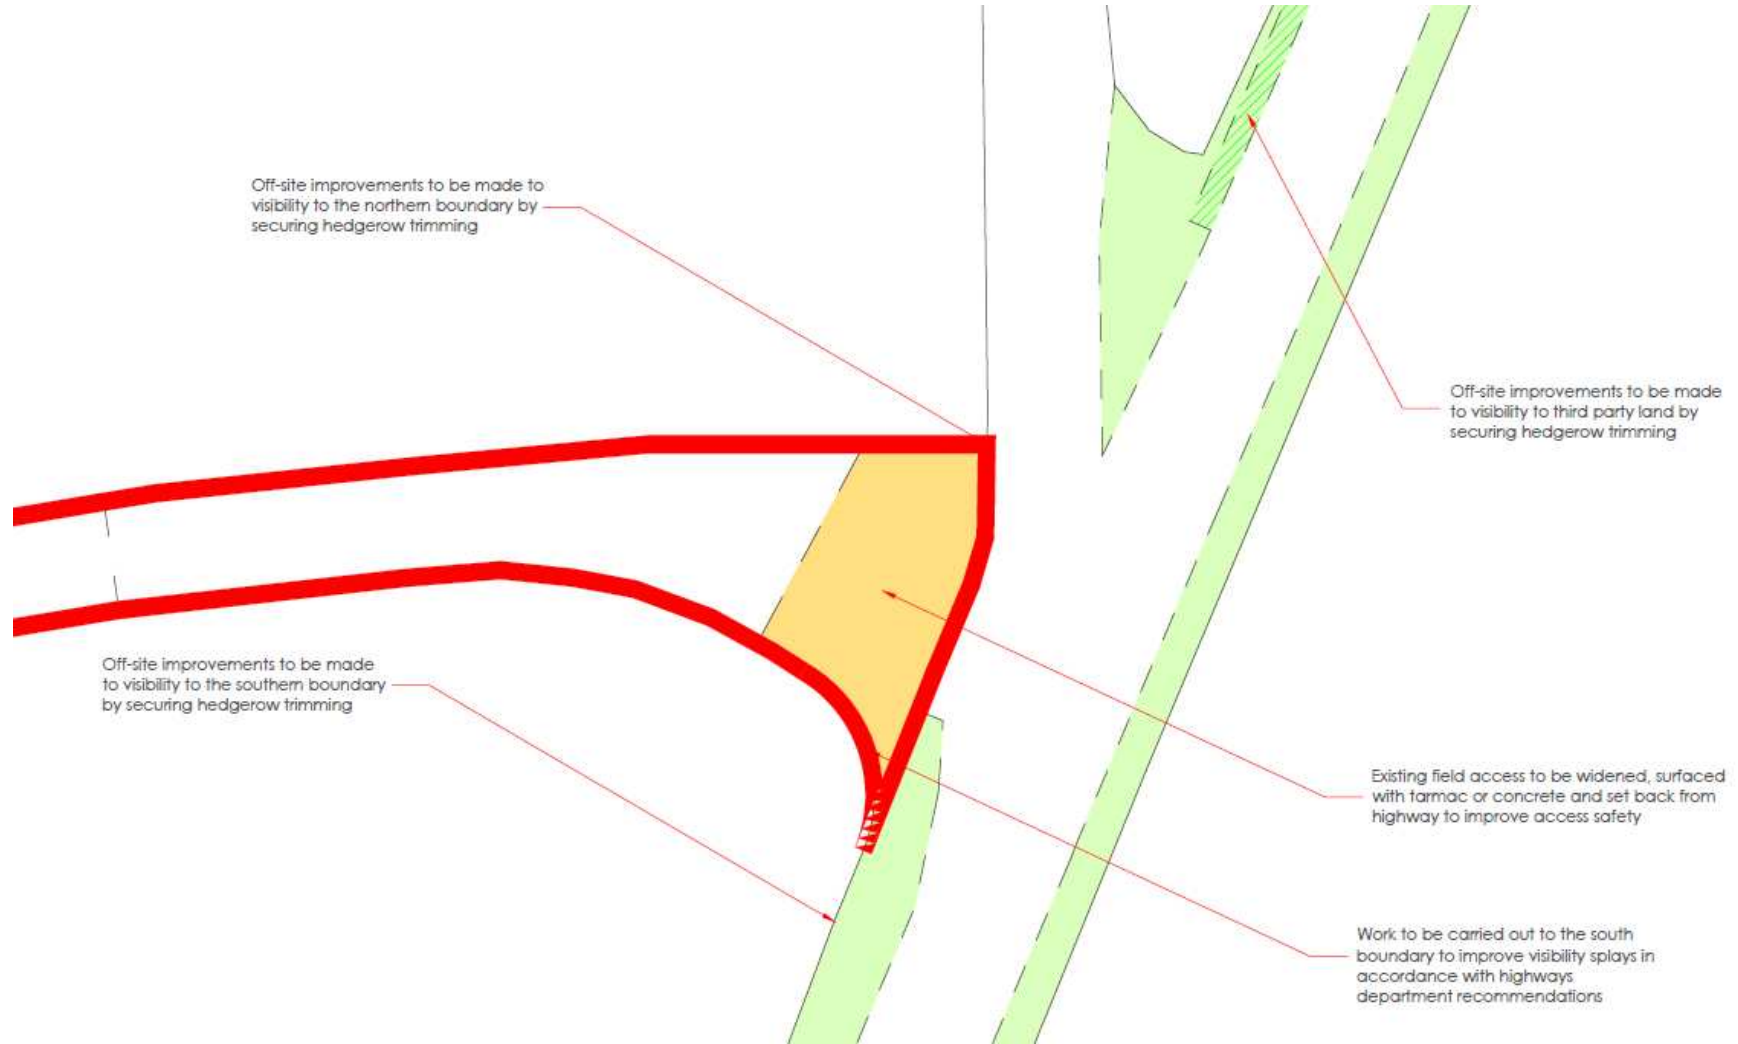 Off-site improvements to be made to
visibility to the northern boundary by
securing hedgerow trimming
Off-site improvements to be made
to visibility to third party land by
securing hedgerow trimming
Off-site improvements to be made
to visibility to the southern boundary
by securing hedgerow trimming
Existing field access to be widened, surfaced
with tarmac or concrete and set back from
highway to improve access safety
Work to be carried out to the south
boundary to improve visibility splays in
accordance with highways
department recommendations